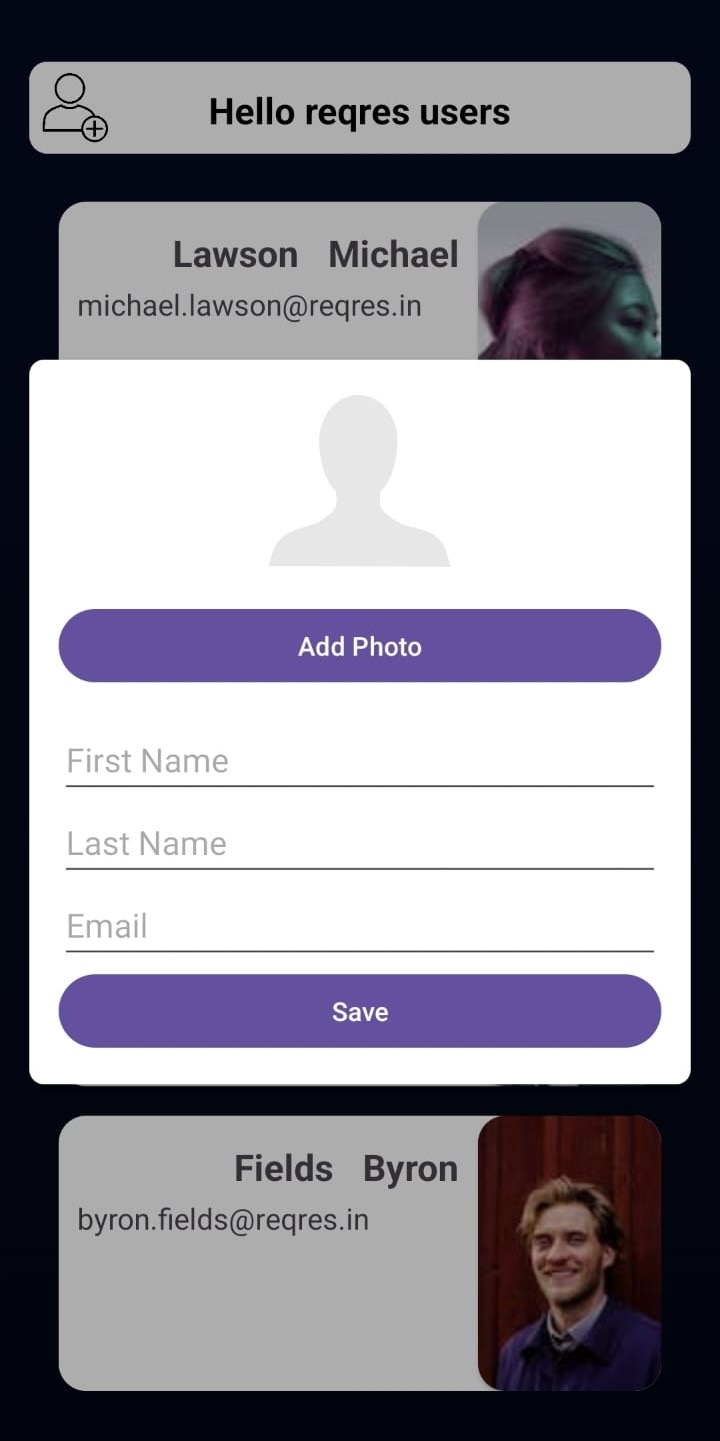 Hello reqres users
Lawson Michael
michael.lawson@reqres.in
Add Photo
First Name
Last Name
Email
Save
Fields Byron
byron.fields@reqres.in